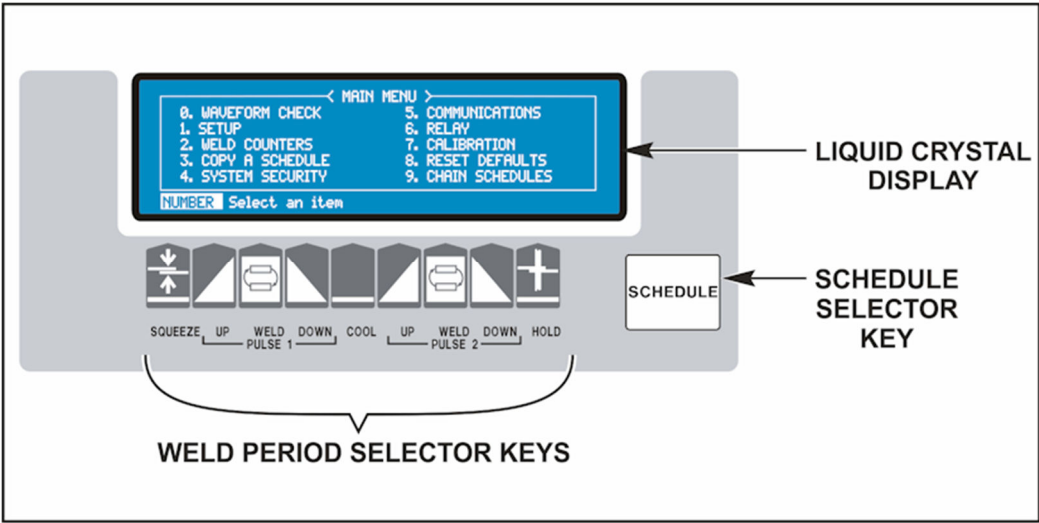 MAIN MENU
0. WAVEFORM CHECK
1. SETUP
2. WELD COUNTERS
3. COPY A SCHEDULE
4. SYSTEM SECURITY
5. COMMUNICATIONS
6. RELAY
7. CALIBRATION
8. RESET DEFAULTS
9. CHAIN SCHEDULES
NUMBER Select an item
LIQUID CRYSTAL
DISPLAY
SCHEDULE
SCHEDULE
SELECTOR
KEY
SQUEEZE UP WELD DOWN COOL UP WELD DOWN HOLD
PULSE 1 PULSE 2
WELD PERIOD SELECTOR KEYS